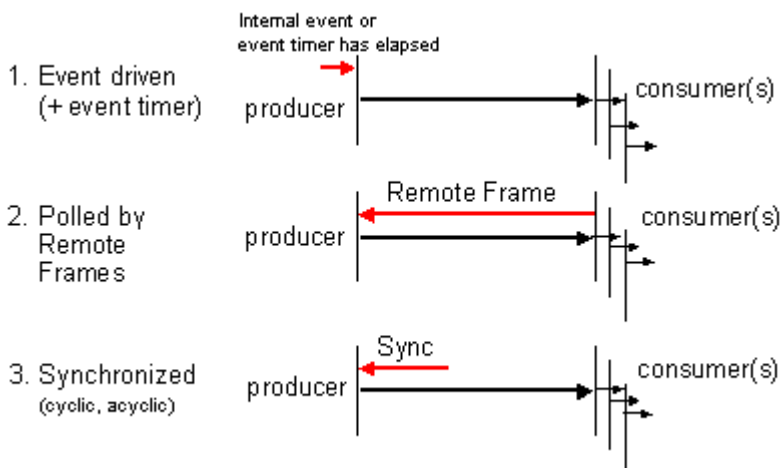 Internal event or
event timer has elapsed
1. Event driven
(+ event timer)
producer
consumer(s)
2. Polled by
Remote
Frames
Remote Frame
producer
consumer(s)
3. Synchronized
(cyclic, acyclic)
Sync
producer
consumer(s)